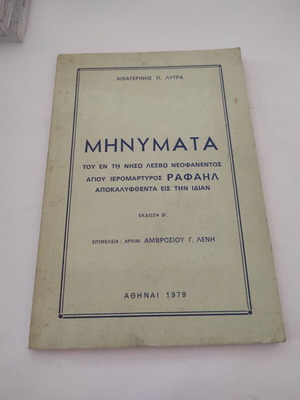 ΑΙΚΑΤΕΡΙΝΗΣ Π. ΛΥΤΡΑ
ΜΗΝΥΜΑΤΑ
ΤΟΥ ΕΝ ΤΗ ΝΗΣΩ ΛΕΣΒΩ ΝΕΟΦΑΝΕΝΤΟΣ
ΑΓΙΟΥ ΙΕΡΟΜΑΡΤΥΡΟΣ ΡΑΦΑΗΛ
ΑΠΟΚΑΛΥΦΘΕΝΤΑ ΕΙΣ ΤΗΝ ΙΔΙΑΝ
ΕΚΔΟΣΗ Β΄.
ΕΠΙΜΕΛΕΙΑ : ΑΡΧΙΜ. ΑΜΒΡΟΣΙΟΥ Γ. ΛΕΝΗ
ΑΘΗΝΑΙ 1979